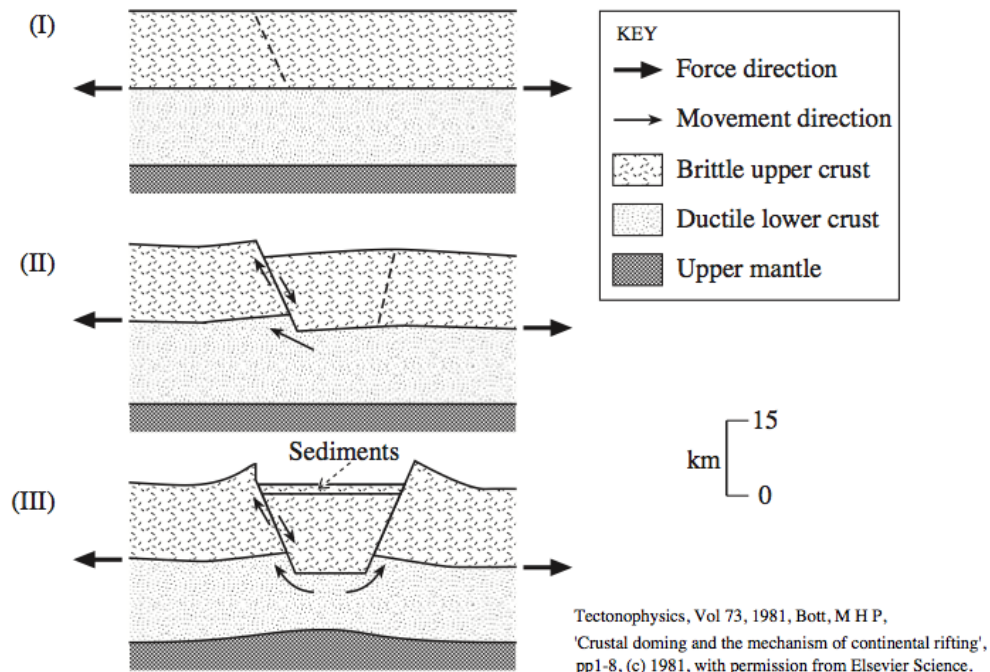 (I)
KEY
Force direction
Movement direction
Brittle upper crust
Ductile lower crust
Upper mantle
(II)
15
km
0
Sediments
(III)
Tectonophysics, Vol 73, 1981, Bott, M H P,
'Crustal doming and the mechanism of continental rifting',
pp1-8, (c) 1981, with permission from Elsevier Science.